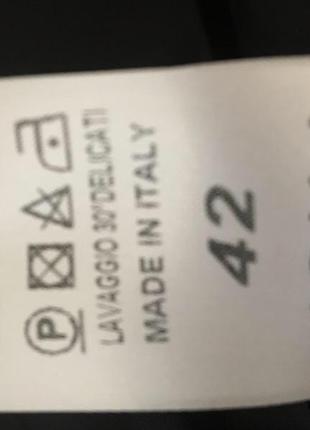 P
LAVAGGIO 30°DELICATI
MADE IN ITALY
42